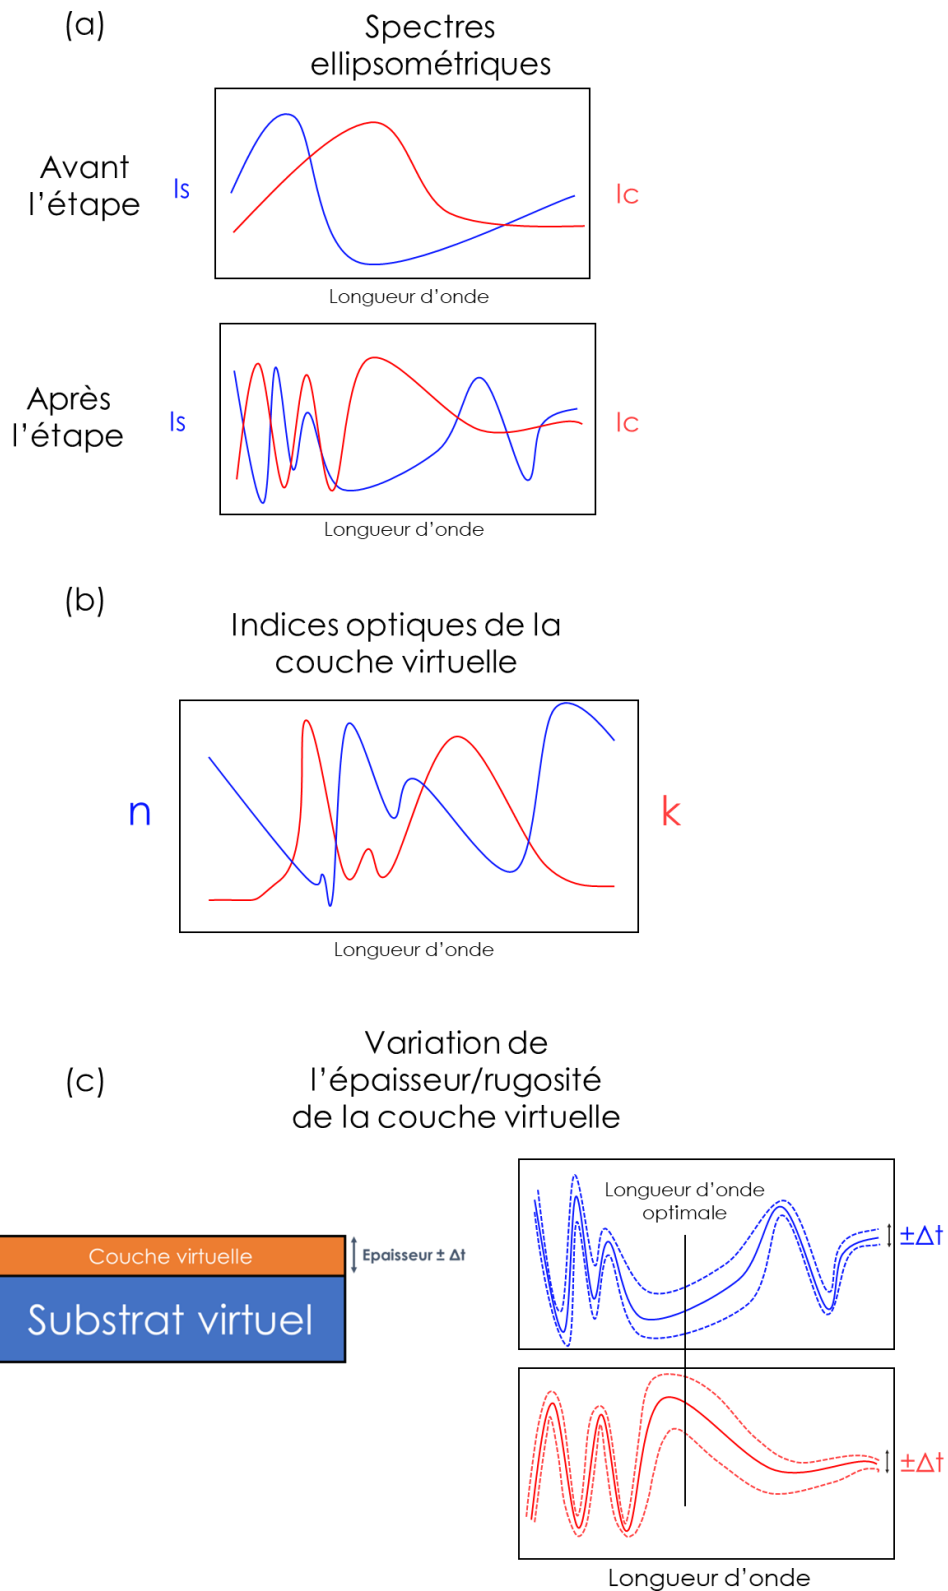 (a)
Spectres
ellipsométriques
Avant
l’étape
Is
Ic
Longueur d’onde
Après
l’étape
Is
Ic
Longueur d’onde
(b)
Indices optiques de la
couche virtuelle
n
k
Longueur d’onde
(c)
Variation de
l’épaisseur/rugosité
de la couche virtuelle
Couche virtuelle
Epaisseur ± Δt
Substrat virtuel
Longueur d’onde
optimale
±Δt
±Δt
Longueur d’onde